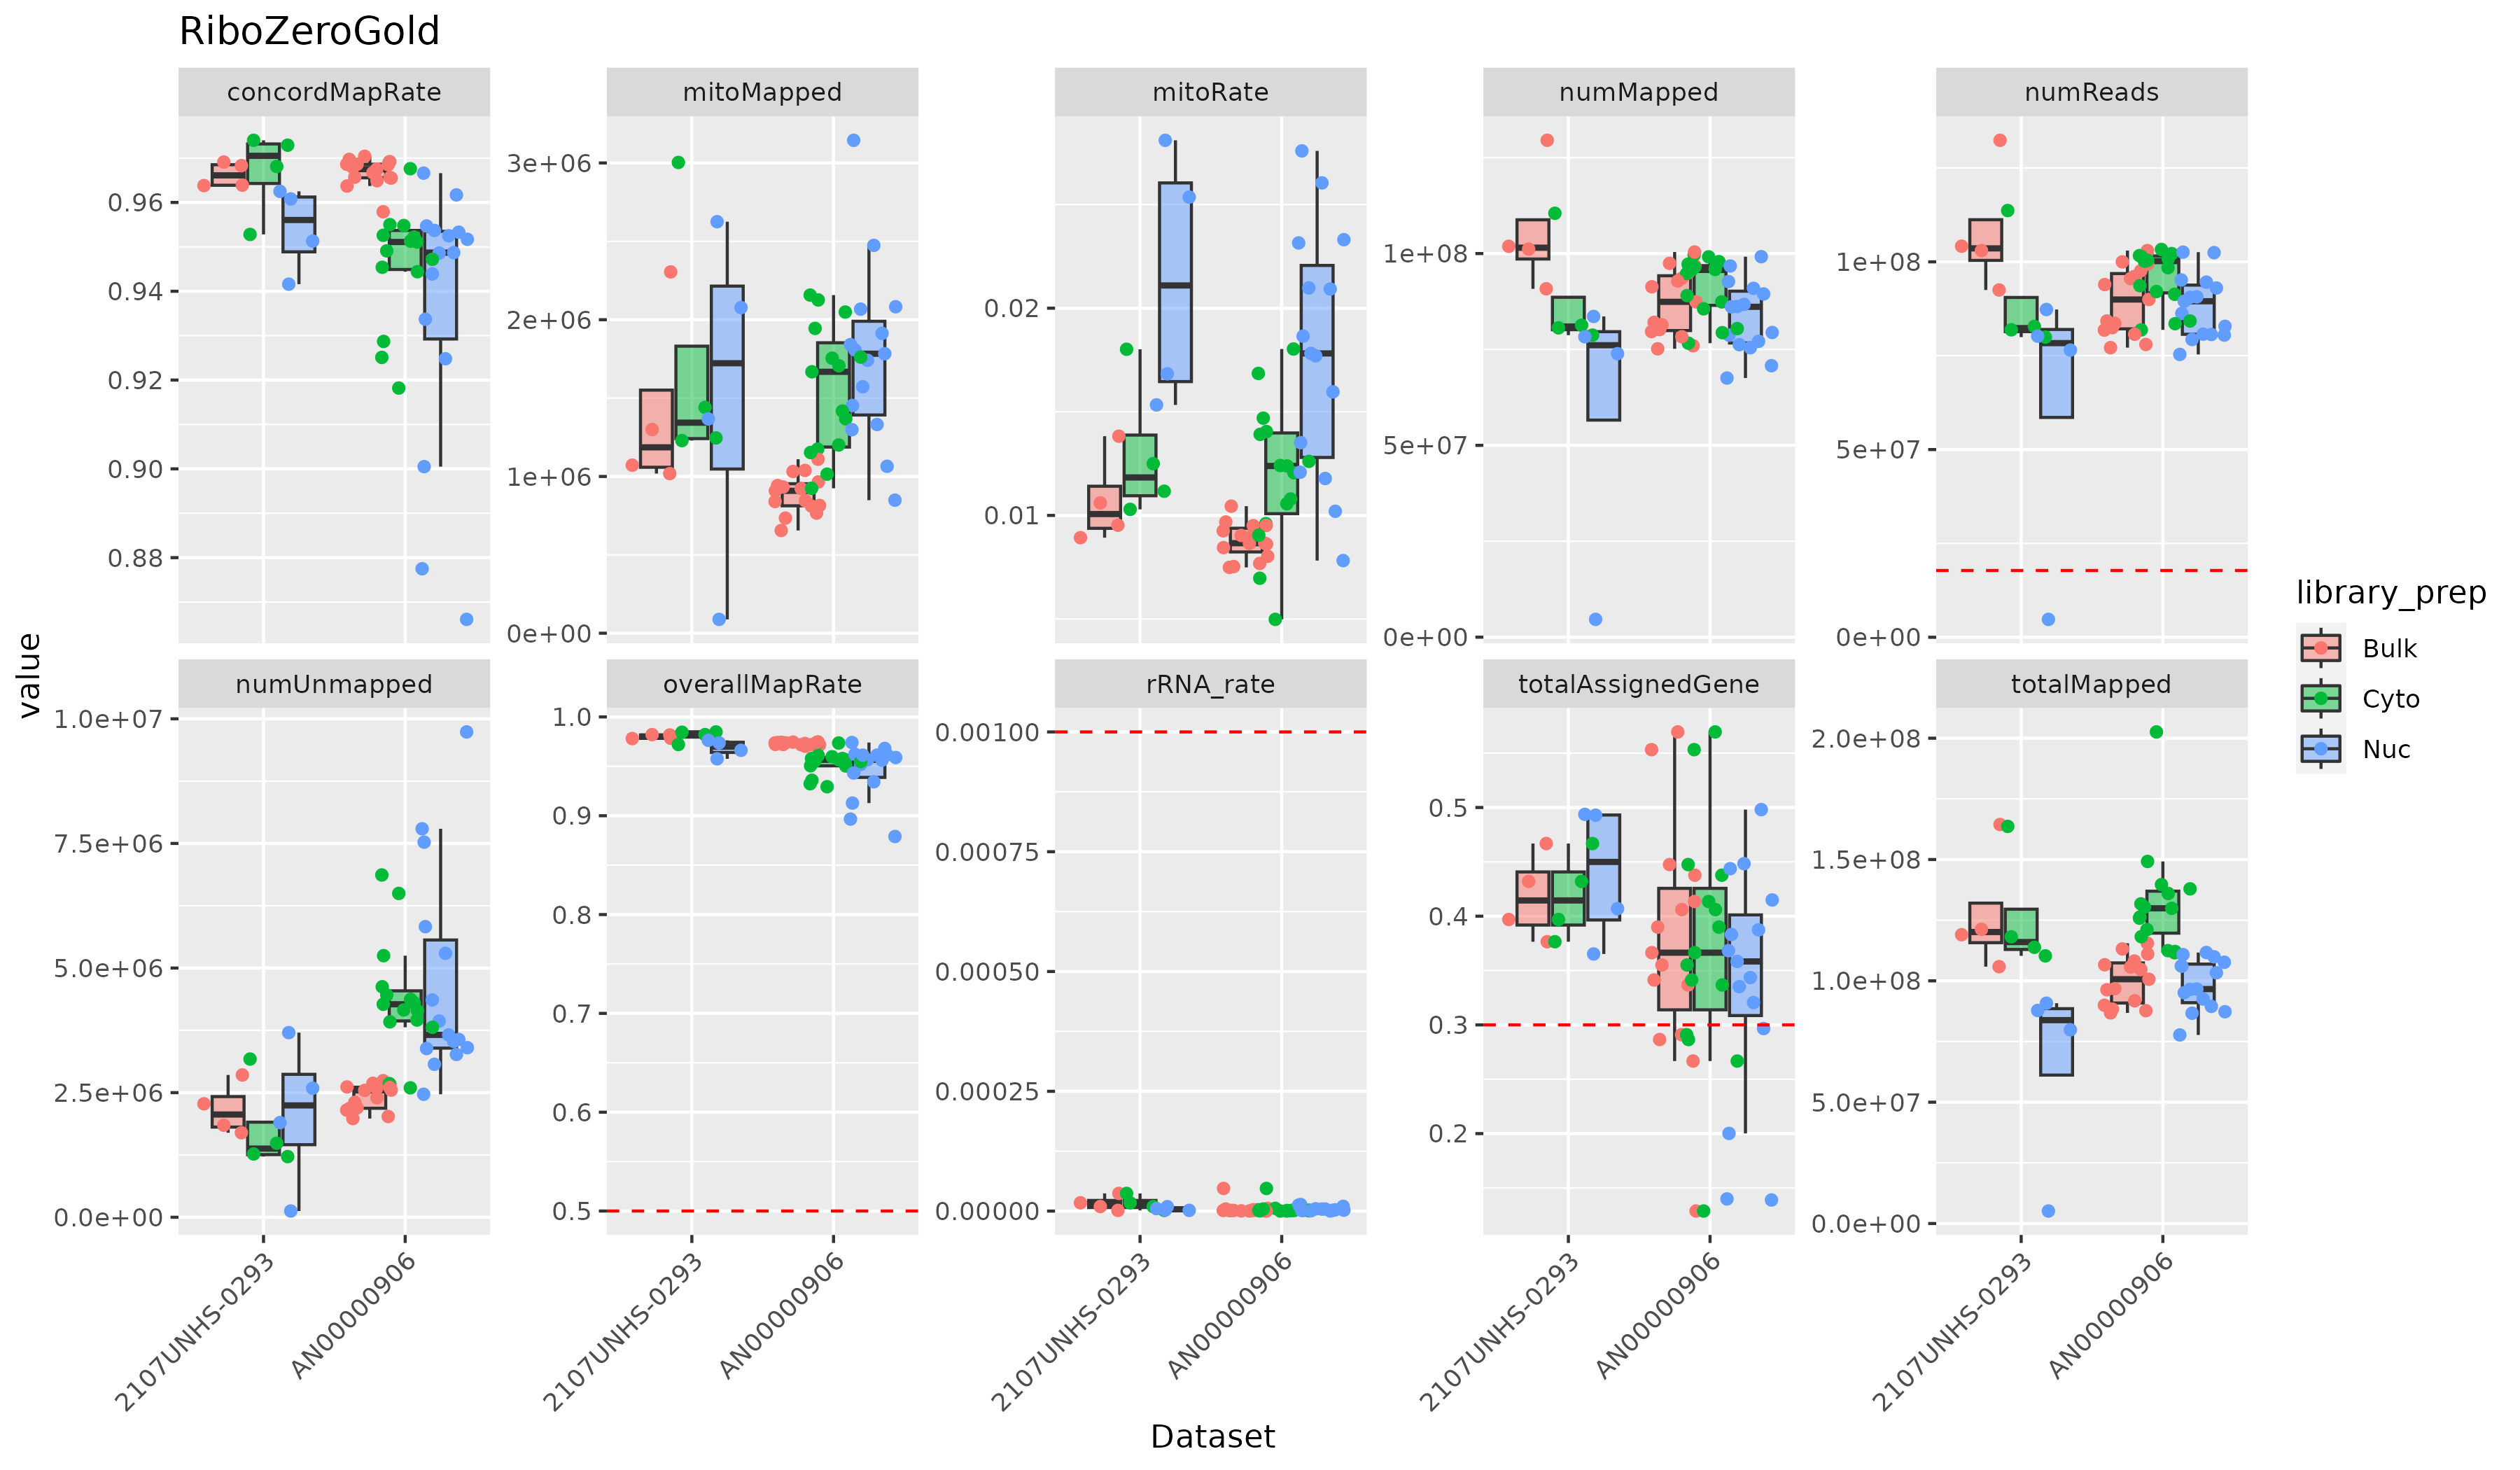 RiboZeroGold
concordMapRate
mitoMapped
mitoRate
numMapped
numReads
0.96
0.94
0.92
0.90
0.88
3e+06
2e+06
1e+06
0e+00
0.02
0.01
1e+08
5e+07
0e+00
1e+08
5e+07
0e+00
numUnmapped
overallMapRate
rRNA_rate
totalAssignedGene
totalMapped
1.0e+07
7.5e+06
5.0e+06
2.5e+06
0.0e+00
1.0
0.9
0.8
0.7
0.6
0.5
0.00100
0.00075
0.00050
0.00025
0.00000
0.5
0.4
0.3
0.2
2.0e+08
1.5e+08
1.0e+08
5.0e+07
0.0e+00
2107UNHS-0293
AN00000906
2107UNHS-0293
AN00000906
2107UNHS-0293
AN00000906
2107UNHS-0293
AN00000906
2107UNHS-0293
AN00000906
value
Dataset
library_prep
Bulk
Cyto
Nuc